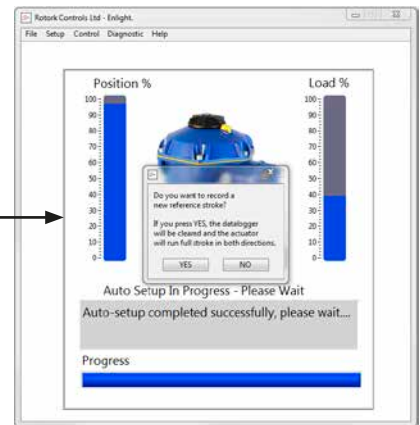 Rotork Controls Ltd - Enlight.
File Setup Control Diagnostic Help
Position %
Load %
100
90
80
70
60
50
40
30
20
10
0
100
90
80
70
60
50
40
30
20
10
0
Do you want to record a
new reference stroke?
If you press YES, the datalogger
will be cleared and the actuator
will run full stroke in both directions.
YES NO
Auto Setup In Progress - Please Wait
Auto-setup completed successfully, please wait....
Progress